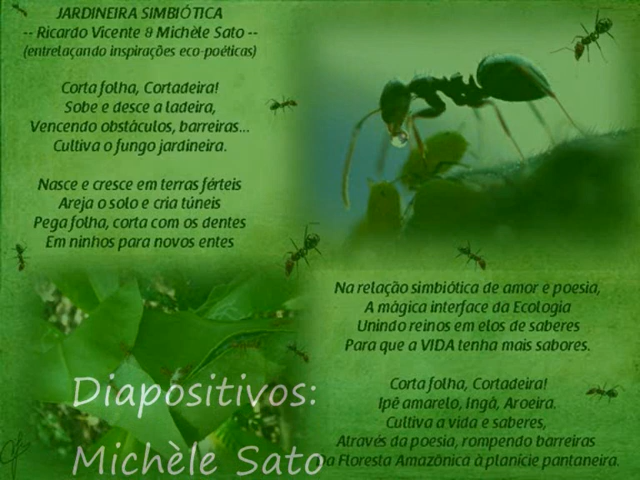 JARDINEIRA SIMBIÓTICA
-- Ricardo Vicente & Michèle Sato --
(entrelaçando inspirações eco-poéticas)
Corta folha, Cortadeira!
Sobe e desce a ladeira,
Vencendo obstáculos, barreiras...
Cultiva o fungo jardineira.
Nasce e cresce em terras férteis
Areja o solo e cria túneis
Pega folha, corta com os dentes
Em ninhos para novos entes
Na relação simbiótica de amor e poesia,
A mágica interface da Ecologia
Unindo reinos em elos de saberes
Para que a VIDA tenha mais sabores.
Corta folha, Cortadeira!
Ipê amarelo, Ingá, Aroeira.
Cultiva a vida e saberes,
Através da poesia, rompendo barreiras
Da Floresta Amazônica à planície pantaneira.
Diapositivos:
Michèle Sato